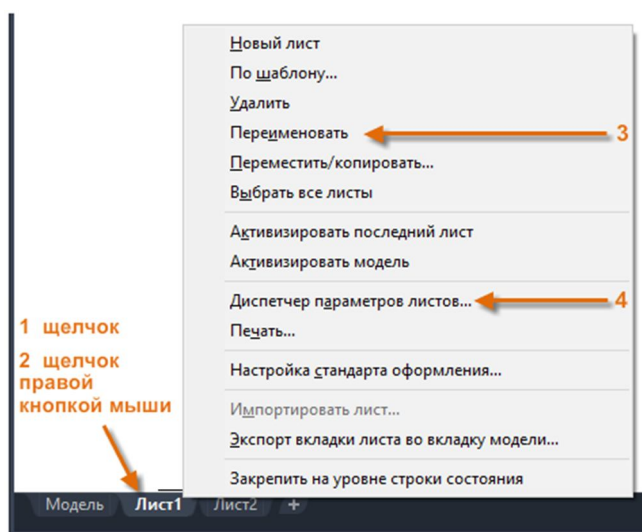 Новый лист
По шаблону...
Удалить
Переименовать
3
Переместить/копировать...
Выбрать все листы
Активизировать последний лист
Активизировать модель
Диспетчер параметров листов...
4
Печать...
Настройка стандарта оформления...
Импортировать лист...
Экспорт вкладки листа во вкладку модели...
Закрепить на уровне строки состояния
1 щелчок
2 щелчок
правой
кнопкой мыши
Модель Лист1 Лист2 +